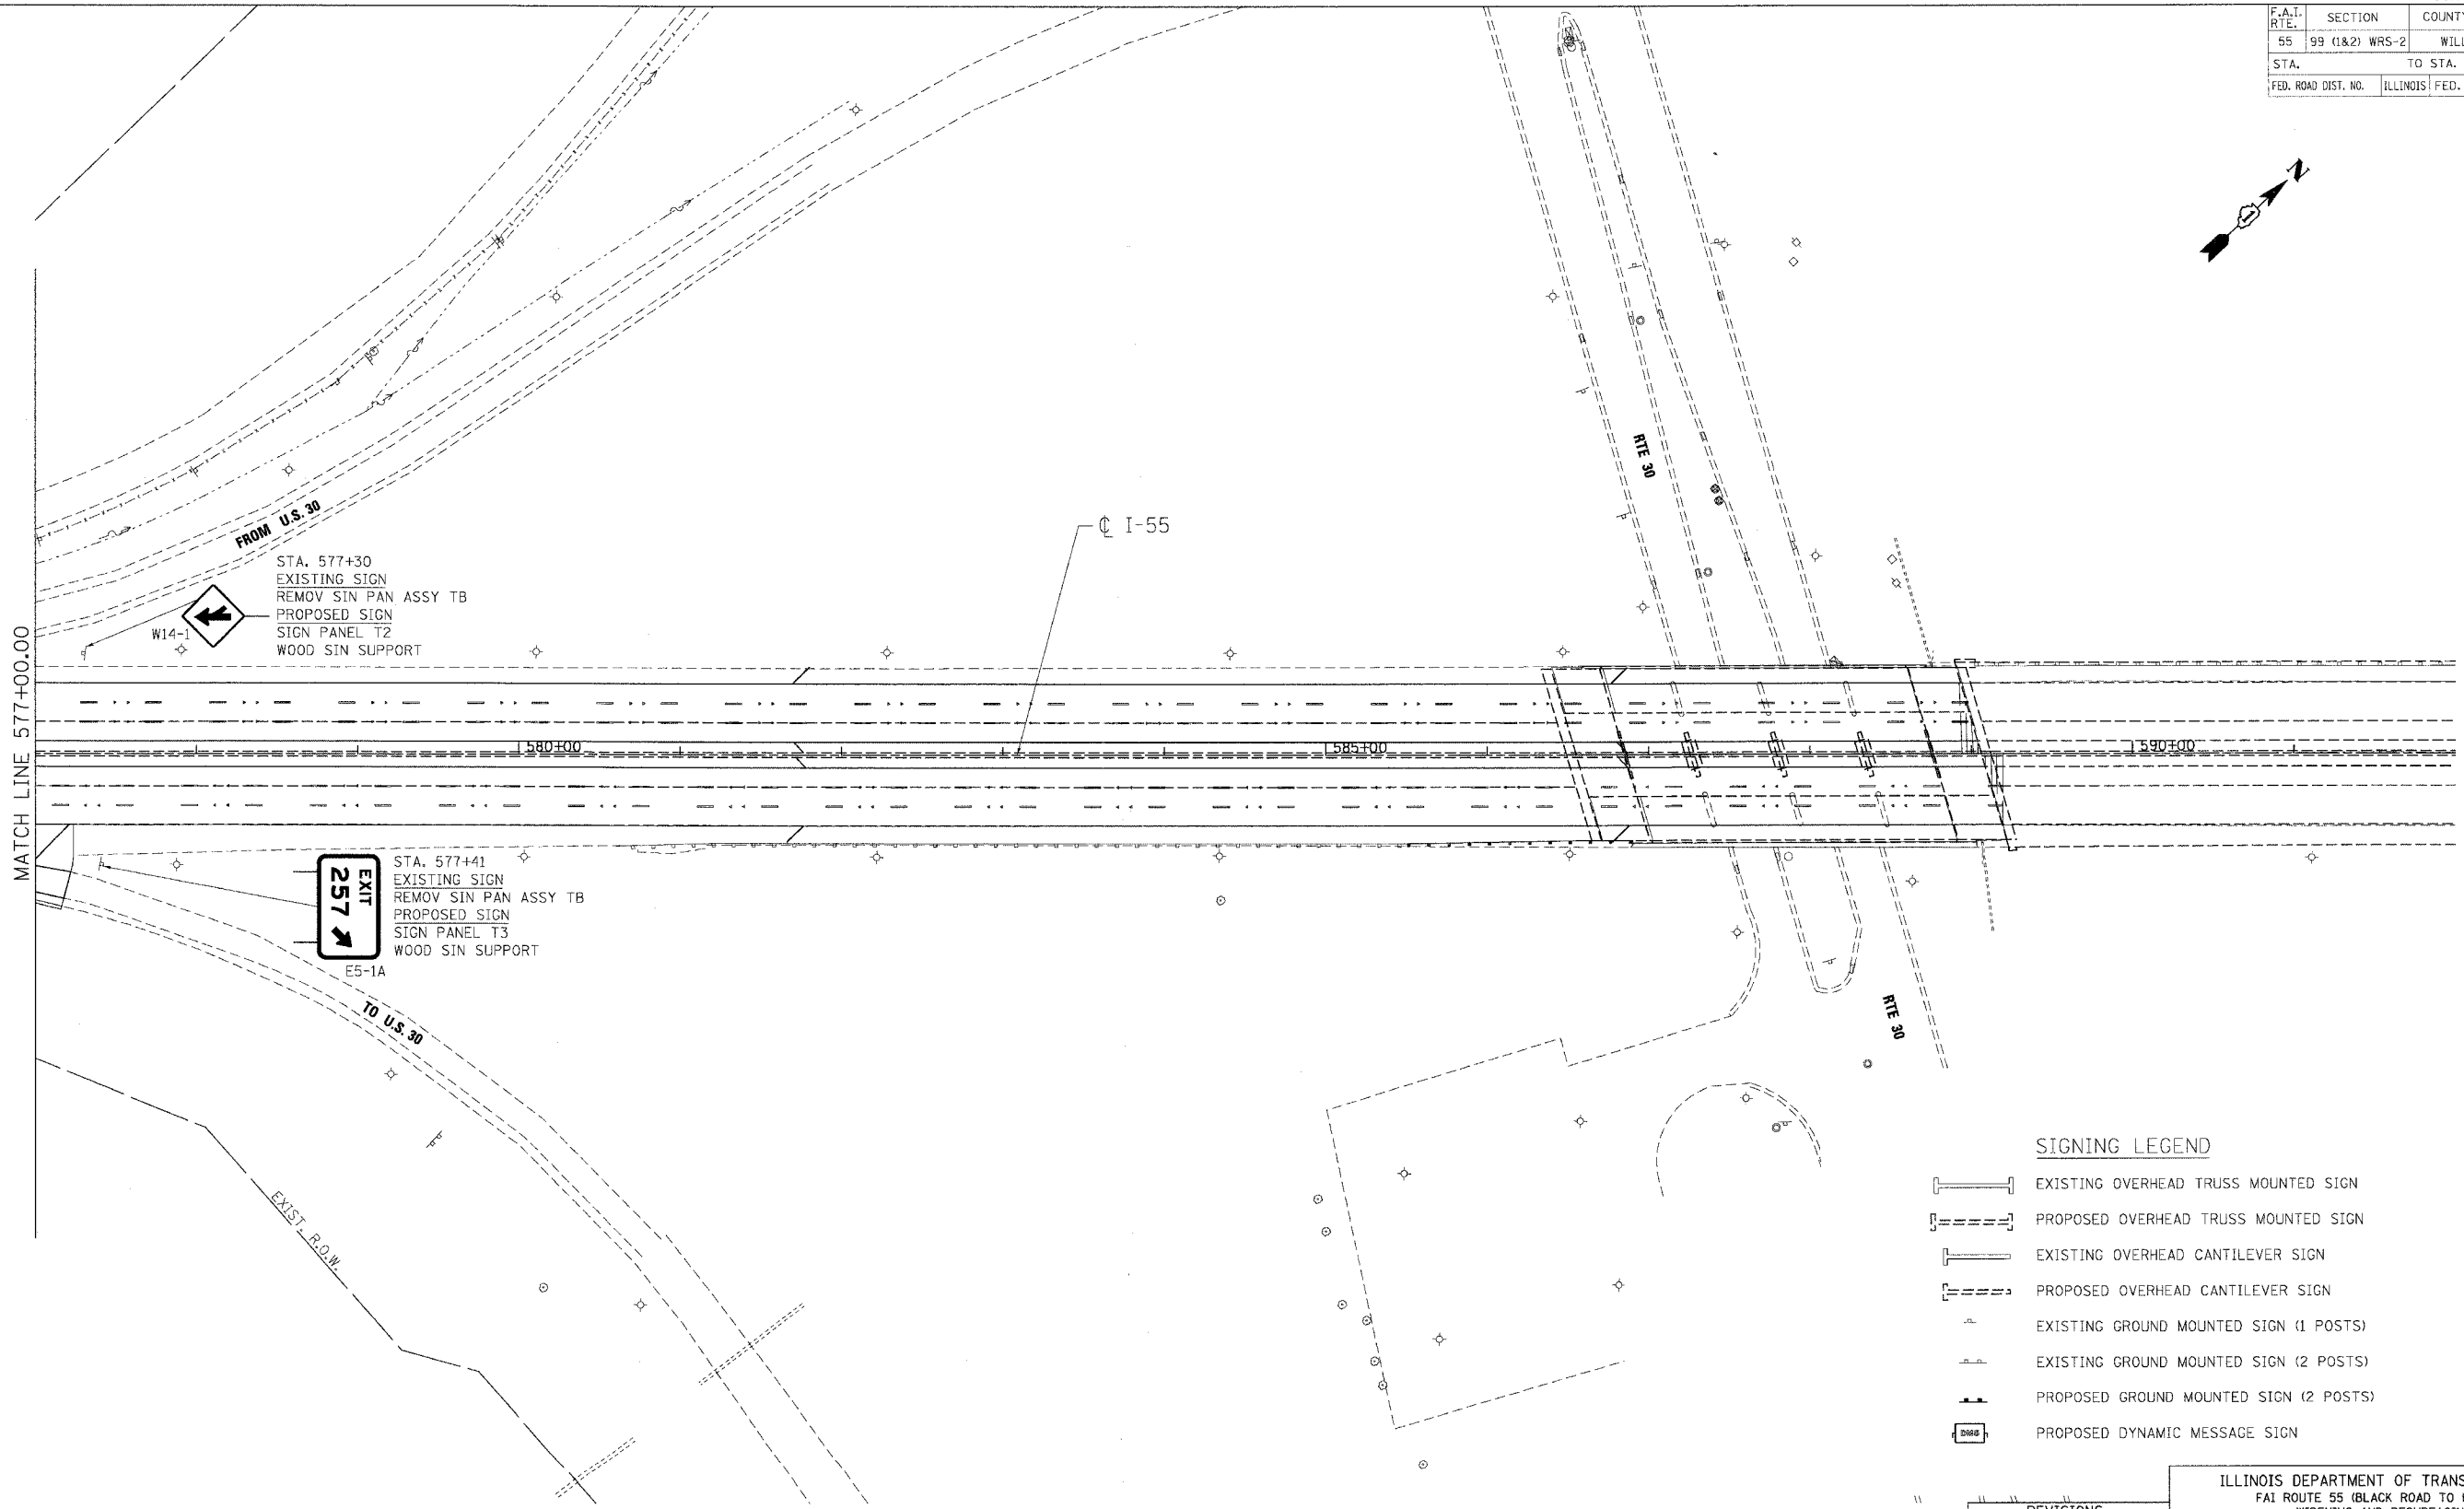 F.A.I. RTE. SECTION COUNTY
55 99 (1&2) WRS-2 WILL
STA. TO STA.
FED. ROAD DIST. NO. ILLINOIS FED.
N
RTE 30
FROM U.S. 30
℄ I-55
STA. 577+30
EXISTING SIGN
REMOV SIN PAN ASSY TB
PROPOSED SIGN
SIGN PANEL T2
WOOD SIN SUPPORT
W14-1
MATCH LINE 577+00.00
580+00
585+00
590+00
EXIT
257
E5-1A
STA. 577+41
EXISTING SIGN
REMOV SIN PAN ASSY TB
PROPOSED SIGN
SIGN PANEL T3
WOOD SIN SUPPORT
TO U.S. 30
RTE 30
EXIST. R.O.W.
SIGNING LEGEND
EXISTING OVERHEAD TRUSS MOUNTED SIGN
PROPOSED OVERHEAD TRUSS MOUNTED SIGN
EXISTING OVERHEAD CANTILEVER SIGN
PROPOSED OVERHEAD CANTILEVER SIGN
EXISTING GROUND MOUNTED SIGN (1 POSTS)
EXISTING GROUND MOUNTED SIGN (2 POSTS)
PROPOSED GROUND MOUNTED SIGN (2 POSTS)
DMS PROPOSED DYNAMIC MESSAGE SIGN
REVISIONS
ILLINOIS DEPARTMENT OF TRANS
FAI ROUTE 55 (BLACK ROAD TO